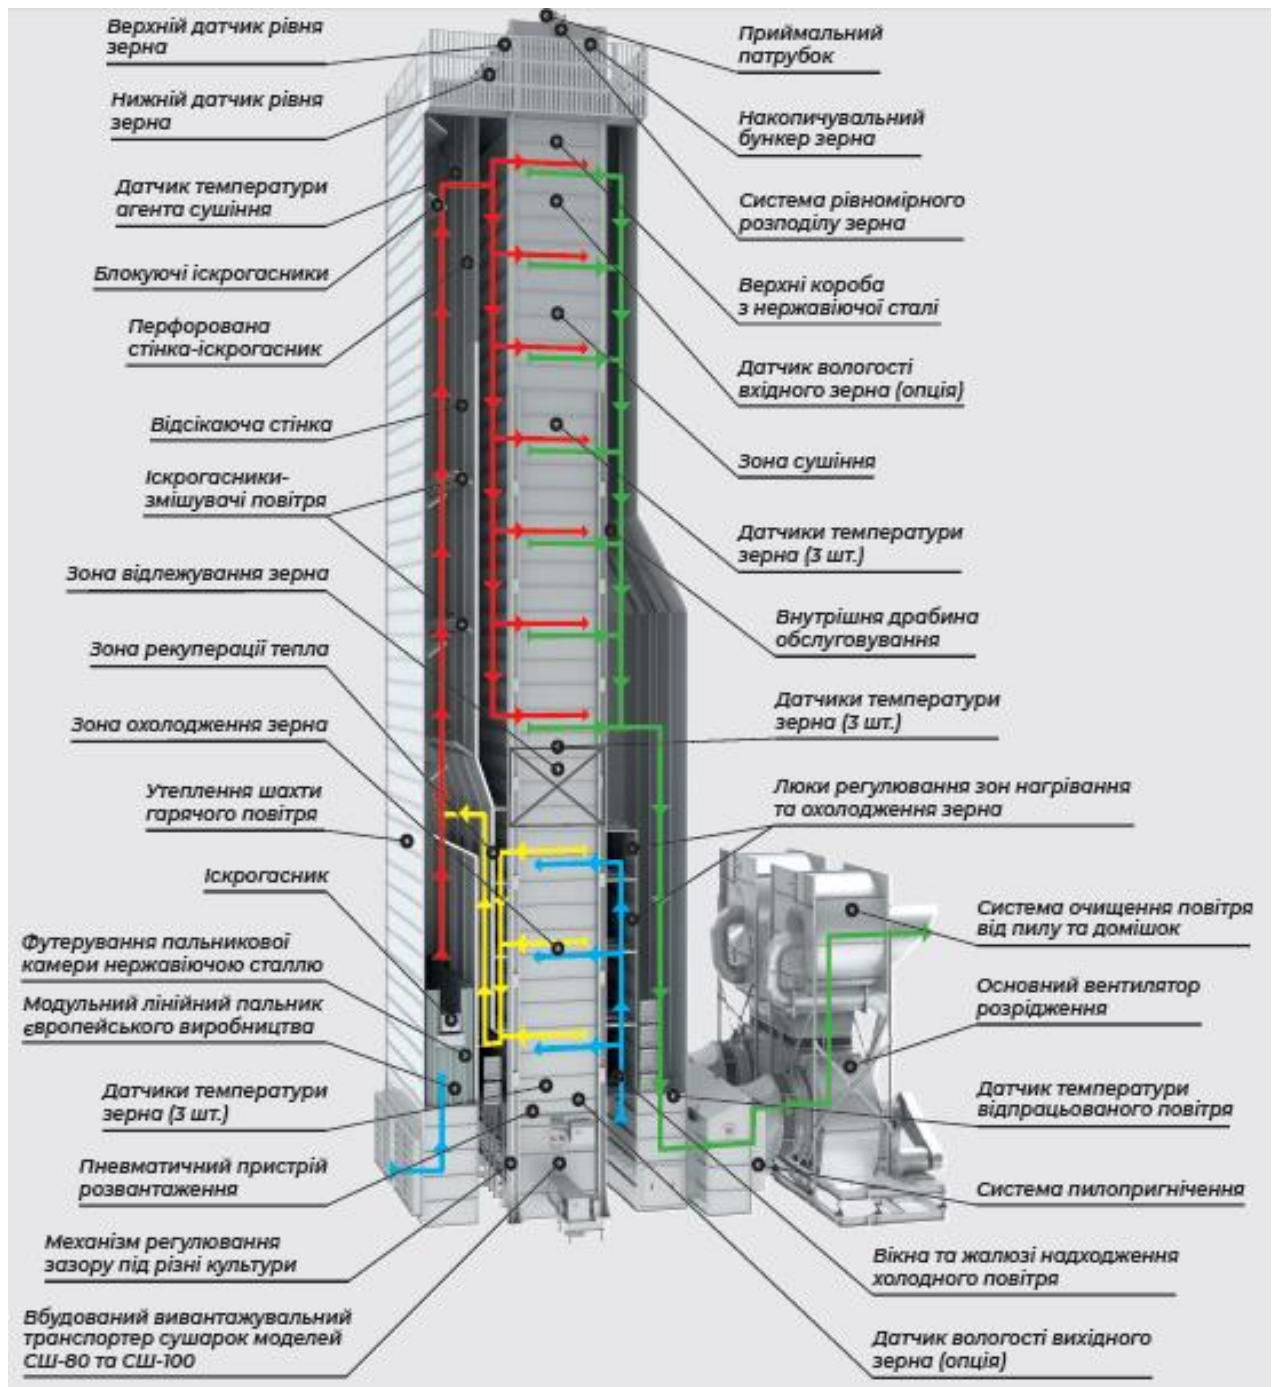 Верхній датчик рівня
зерна
Нижній датчик рівня
зерна
Датчик температури
агента сушіння
Блокуючі іскрогасники
Перфорована
стінка-іскрогасник
Відсікаюча стінка
Іскрогасники-
змішувачі повітря
Зона відлежування зерна
Зона рекуперації тепла
Зона охолодження зерна
Утеплення шахти
гарячого повітря
Іскрогасник
Футерування пальникової
камери нержавіючою сталлю
Модульний лінійний пальник
європейського виробництва
Датчики температури
зерна (3 шт.)
Пневматичний пристрій
розвантаження
Механізм регулювання
зазору під різні культури
Вбудований вивантажувальний
транспортер сушарок моделей
СШ-80 та СШ-100
Приймальний
патрубок
Накопичувальний
бункер зерна
Система рівномірного
розподілу зерна
Верхні короба
з нержавіючої сталі
Датчик вологості
вхідного зерна (опція)
Зона сушіння
Датчики температури
зерна (3 шт.)
Внутрішня драбина
обслуговування
Датчики температури
зерна (3 шт.)
Люки регулювання зон нагрівання
та охолодження зерна
Система очищення повітря
від пилу та домішок
Основний вентилятор
розрідження
Датчик температури
відпрацьованого повітря
Система пилопригнічення
Вікна та жалюзі надходження
холодного повітря
Датчик вологості вихідного
зерна (опція)